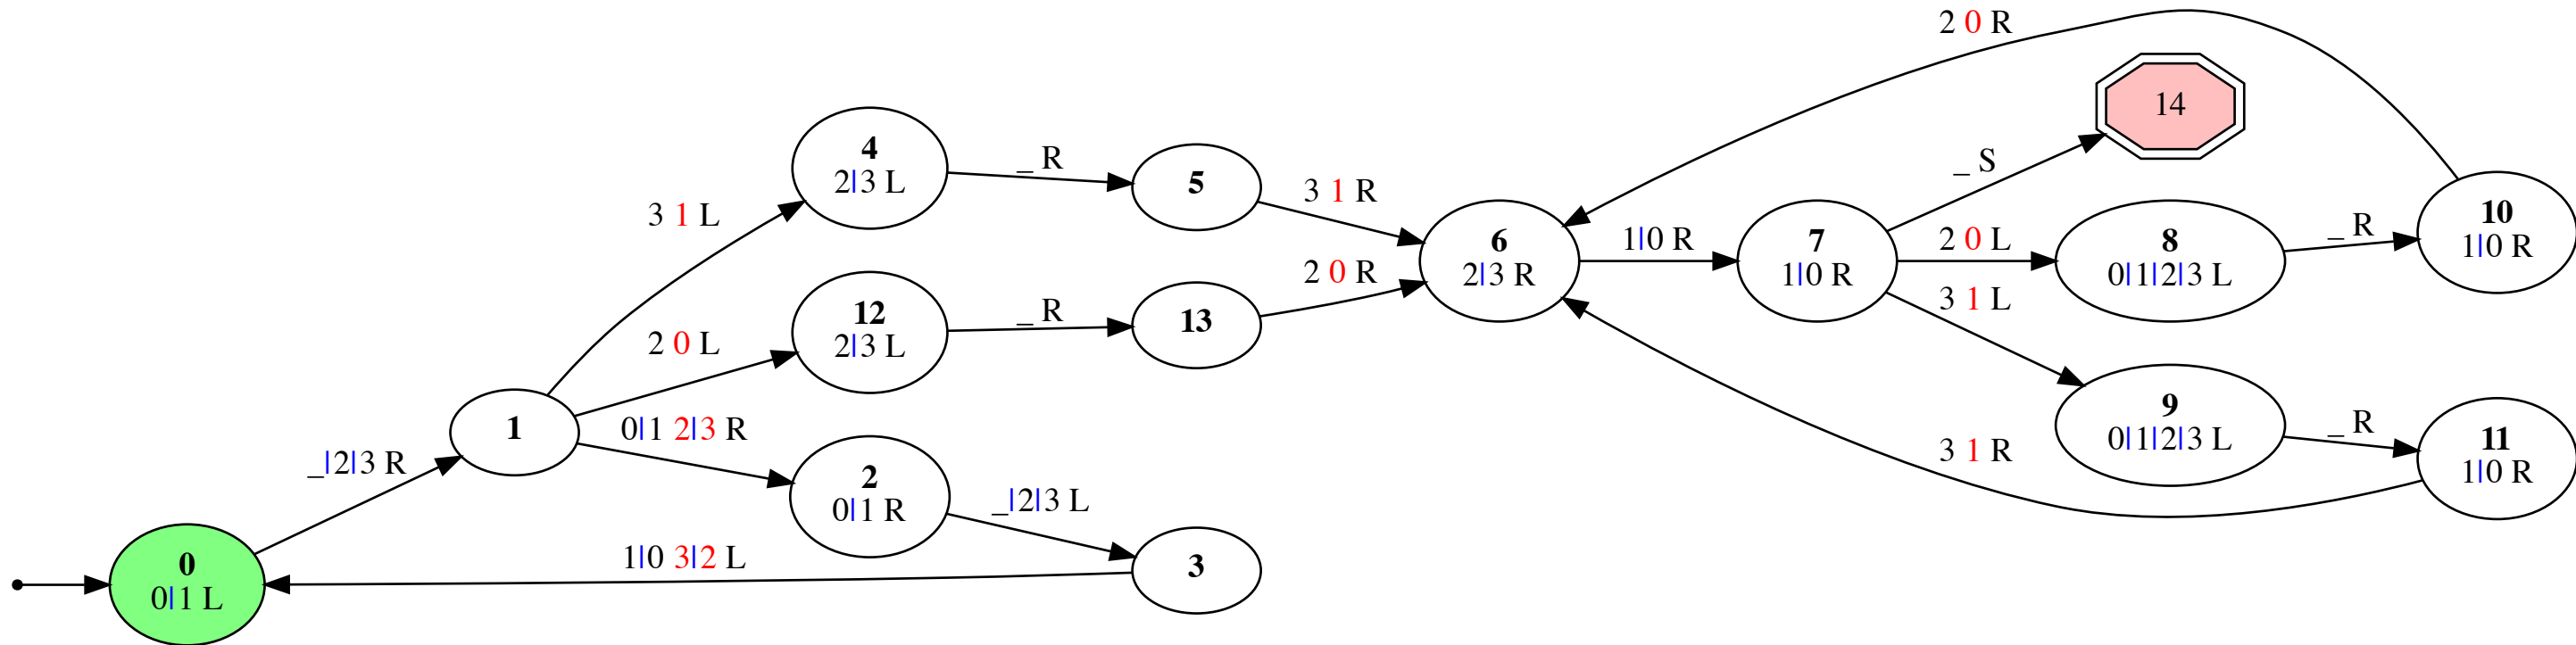 2 0 R
14
4
2|3 L
_ R
5
3 1 R
3 1 L
6
2|3 R
1|0 R
7
1|0 R
_ S
2 0 L
8
0|1|2|3 L
_ R
10
1|0 R
12
2|3 L
_ R
13
2 0 R
2 0 L
3 1 L
9
0|1|2|3 L
_ R
11
1|0 R
3 1 R
1
0|1 2|3 R
_|2|3 R
2
0|1 R
_|2|3 L
3
1|0 3|2 L
0
0|1 L